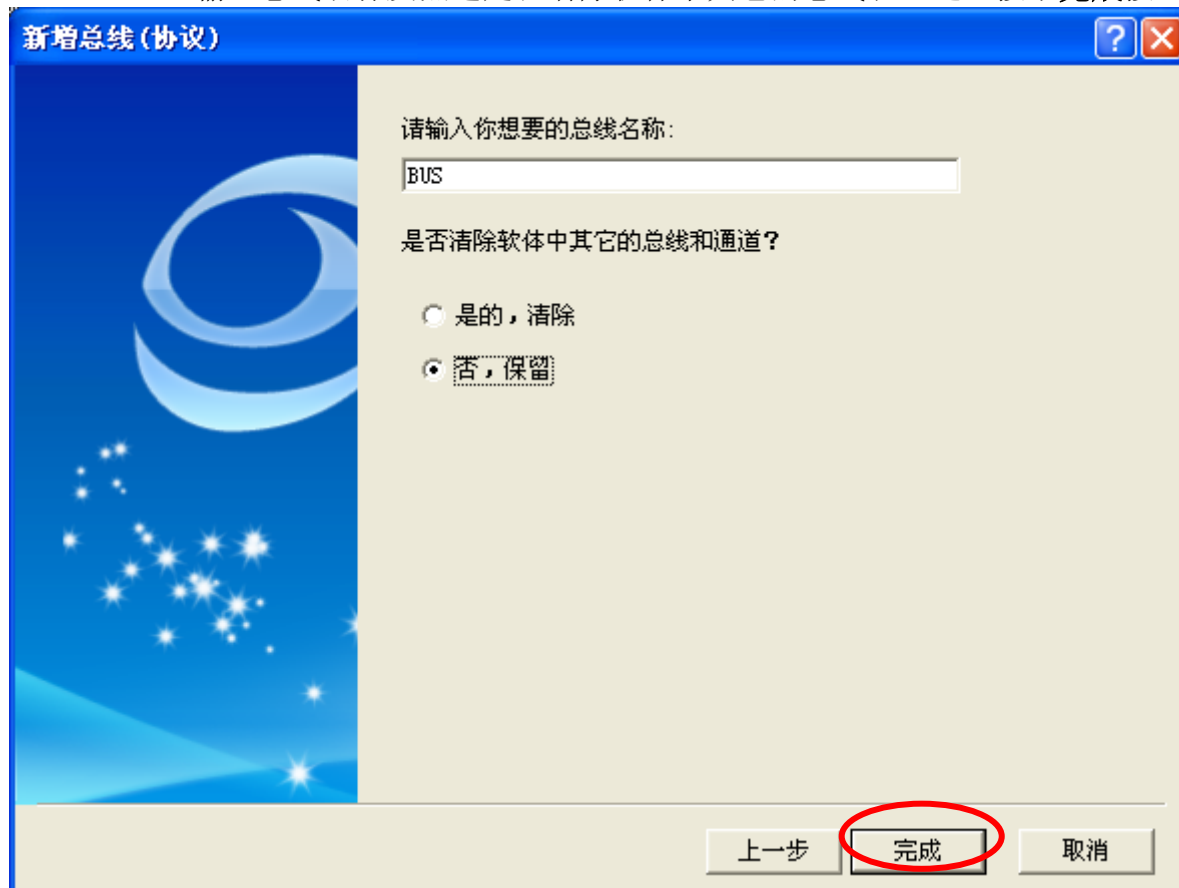 新增总线(协议)
请输入你想要的总线名称:
BUS
是否清除软体中其它的总线和通道?
是的，清除
否，保留
上一步 完成 取消